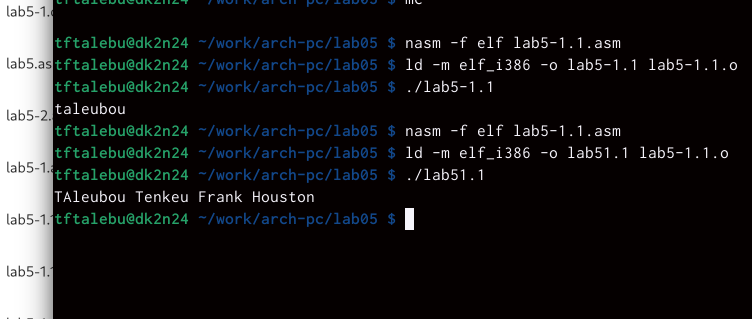 lab5-1.
tftalebu@dk2n24 ~/work/arch-pc/lab05 $ mc
tftalebu@dk2n24 ~/work/arch-pc/lab05 $ nasm -f elf lab5-1.1.asm
lab5.as
tftalebu@dk2n24 ~/work/arch-pc/lab05 $ ld -m elf_i386 -o lab5-1.1 lab5-1.1.o
tftalebu@dk2n24 ~/work/arch-pc/lab05 $ ./lab5-1.1
lab5-2.
taleubou
tftalebu@dk2n24 ~/work/arch-pc/lab05 $ nasm -f elf lab5-1.1.asm
tftalebu@dk2n24 ~/work/arch-pc/lab05 $ ld -m elf_i386 -o lab51.1 lab5-1.1.o
lab5-1.
tftalebu@dk2n24 ~/work/arch-pc/lab05 $ ./lab51.1
TAleubou Tenkeu Frank Houston
lab5-1.
tftalebu@dk2n24 ~/work/arch-pc/lab05 $
lab5-1.